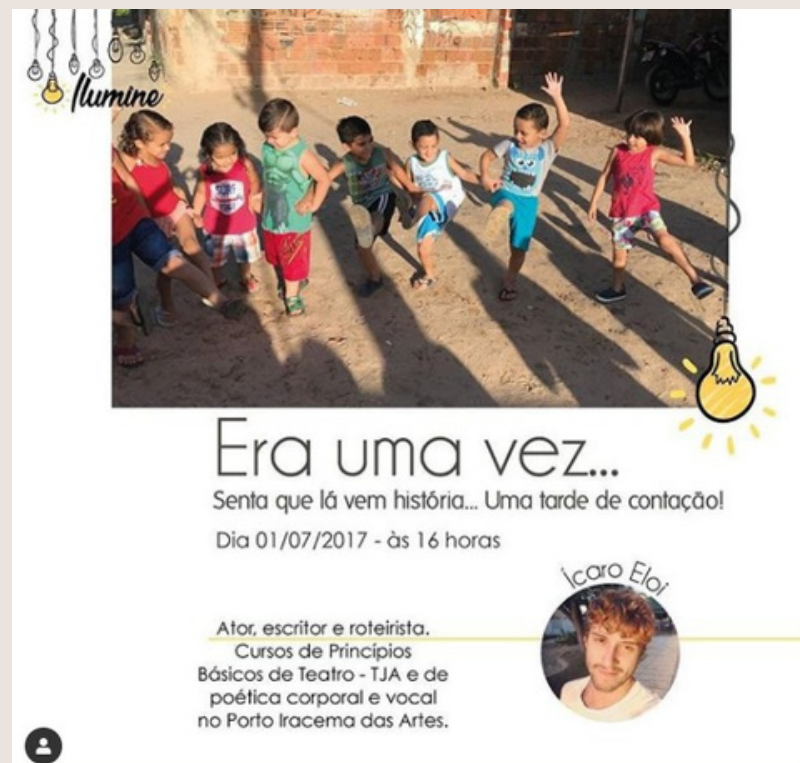 Ilumine
Era uma vez...
Senta que lá vem história... Uma tarde de contação!
Dia 01/07/2017 - às 16 horas
Ícaro Eloi
Ator, escritor e roteirista.
Cursos de Princípios
Básicos de Teatro - TJA e de
poética corporal e vocal
no Porto Iracema das Artes.